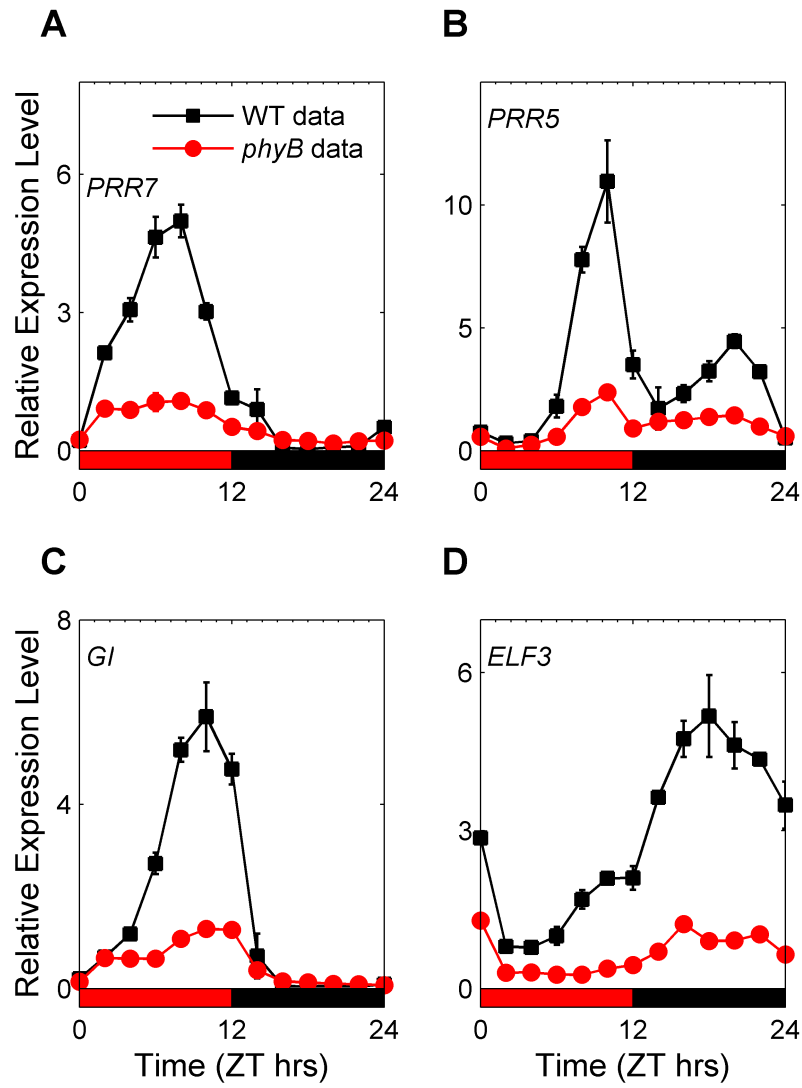 A
B
Relative Expression Level
6
3
0
WT data
phyB data
PRR7
0
12
24
10
5
0
PRR5
0
12
24
C
D
Relative Expression Level
8
4
0
GI
0
12
24
Time (ZT hrs)
6
3
0
ELF3
0
12
24
Time (ZT hrs)